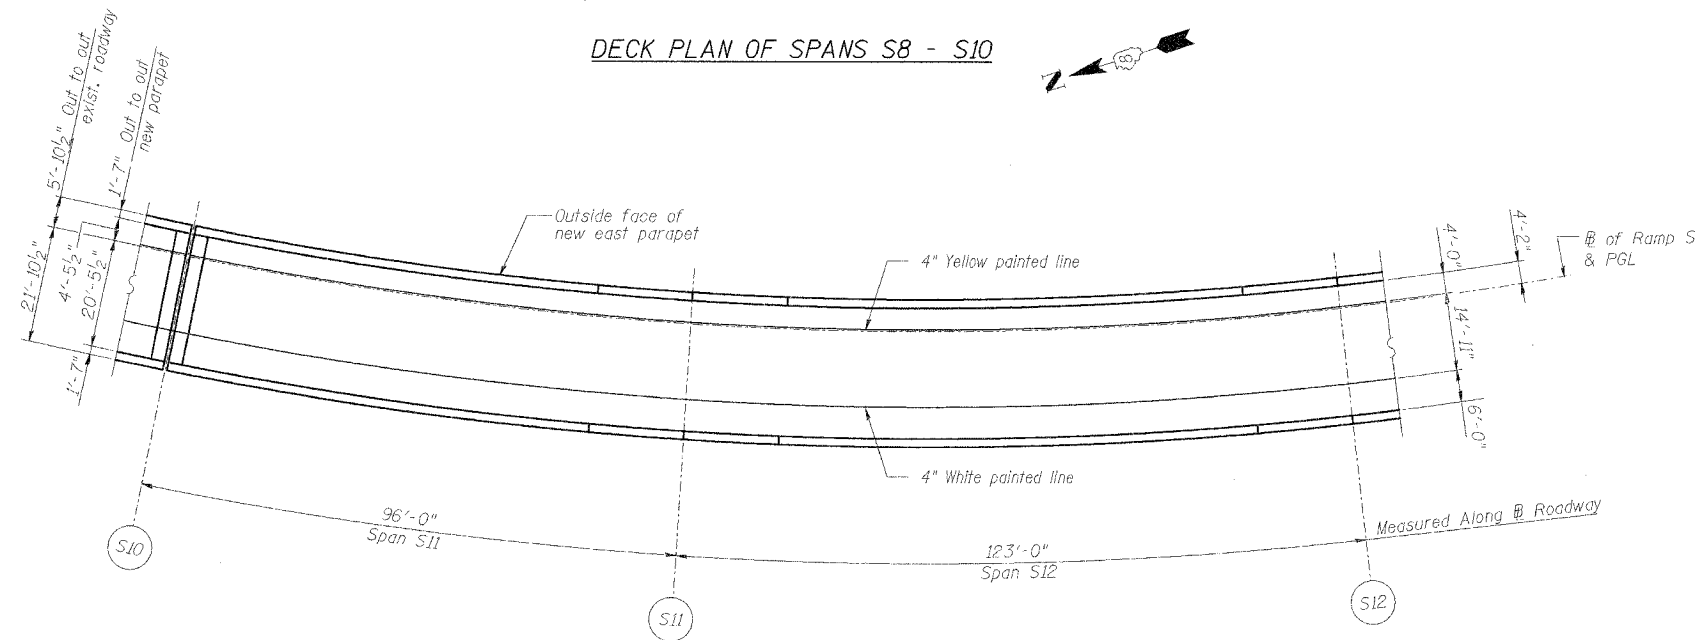 DECK PLAN OF SPANS S8 - S10
N
5'-10½" Out to out
exist. roadway
1'-7" Out to out
new parapet
21'-10½"
4'-5½"
20'-5½"
1'-7"
Outside face of
new east parapet
4" Yellow painted line
4'-0"
4'-2"
of Ramp S
& PGL
14'-11"
6'-0"
4" White painted line
96'-0"
Span S11
123'-0"
Span S12
Measured Along ℄ Roadway
S10
S11
S12